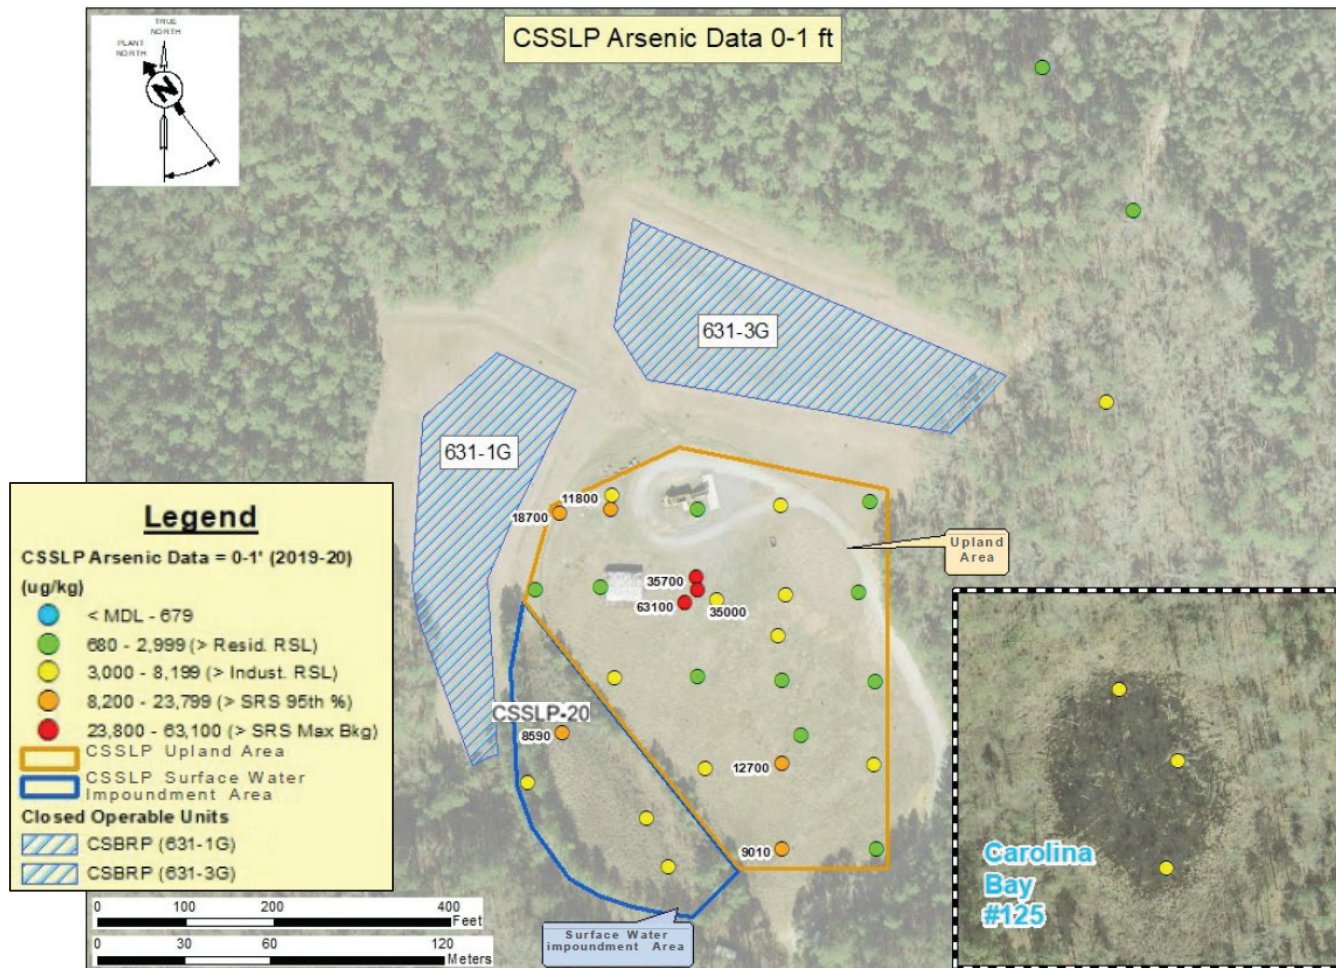 CSSLP Arsenic Data 0-1 ft
TRUE
NORTH
PLANT
NORTH
N
631-3G
631-1G
11800
18700
35700
63100
35000
Upland
Area
CSSLP-20
8590
12700
9010
Legend
CSSLP Arsenic Data = 0-1' (2019-20)
(ug/kg)
< MDL - 679
680 - 2,999 (> Resid. RSL)
3,000 - 8,199 (> Indust. RSL)
8,200 - 23,799 (> SRS 95th %)
23,800 - 63,100 (> SRS Max Bkg)
CSSLP Upland Area
CSSLP Surface Water
Impoundment Area
Closed Operable Units
CSBRP (631-1G)
CSBRP (631-3G)
0 100 200 400
Feet
0 30 60 120
Meters
Surface Water
impoundment Area
Carolina
Bay
#125